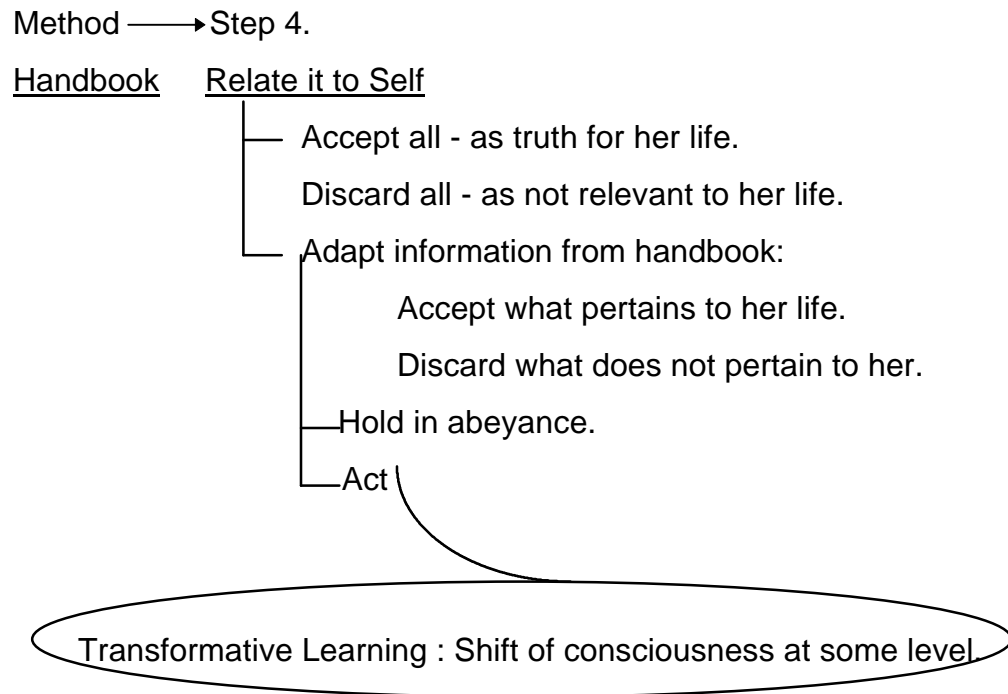 Method Step 4.
Handbook Relate it to Self
Accept all - as truth for her life.
Discard all - as not relevant to her life.
Adapt information from handbook:
Accept what pertains to her life.
Discard what does not pertain to her.
Hold in abeyance.
Act
Transformative Learning : Shift of consciousness at some level.